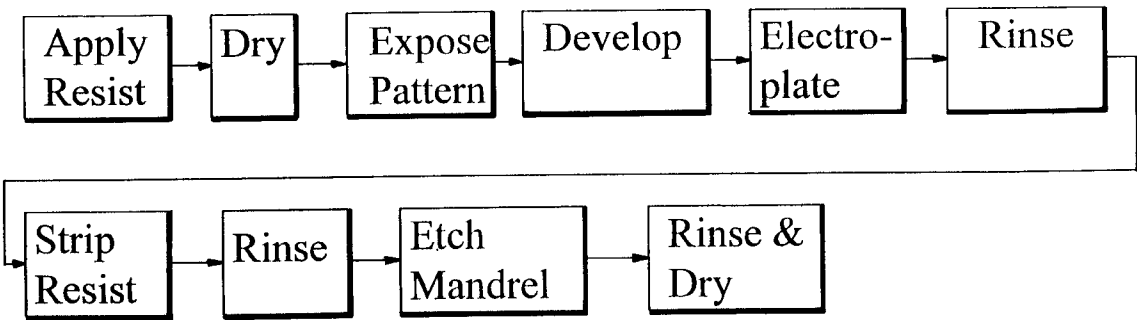 Apply
Resist
Dry
Expose
Pattern
Develop
Electro-
plate
Rinse
Strip
Resist
Rinse
Etch
Mandrel
Rinse &
Dry